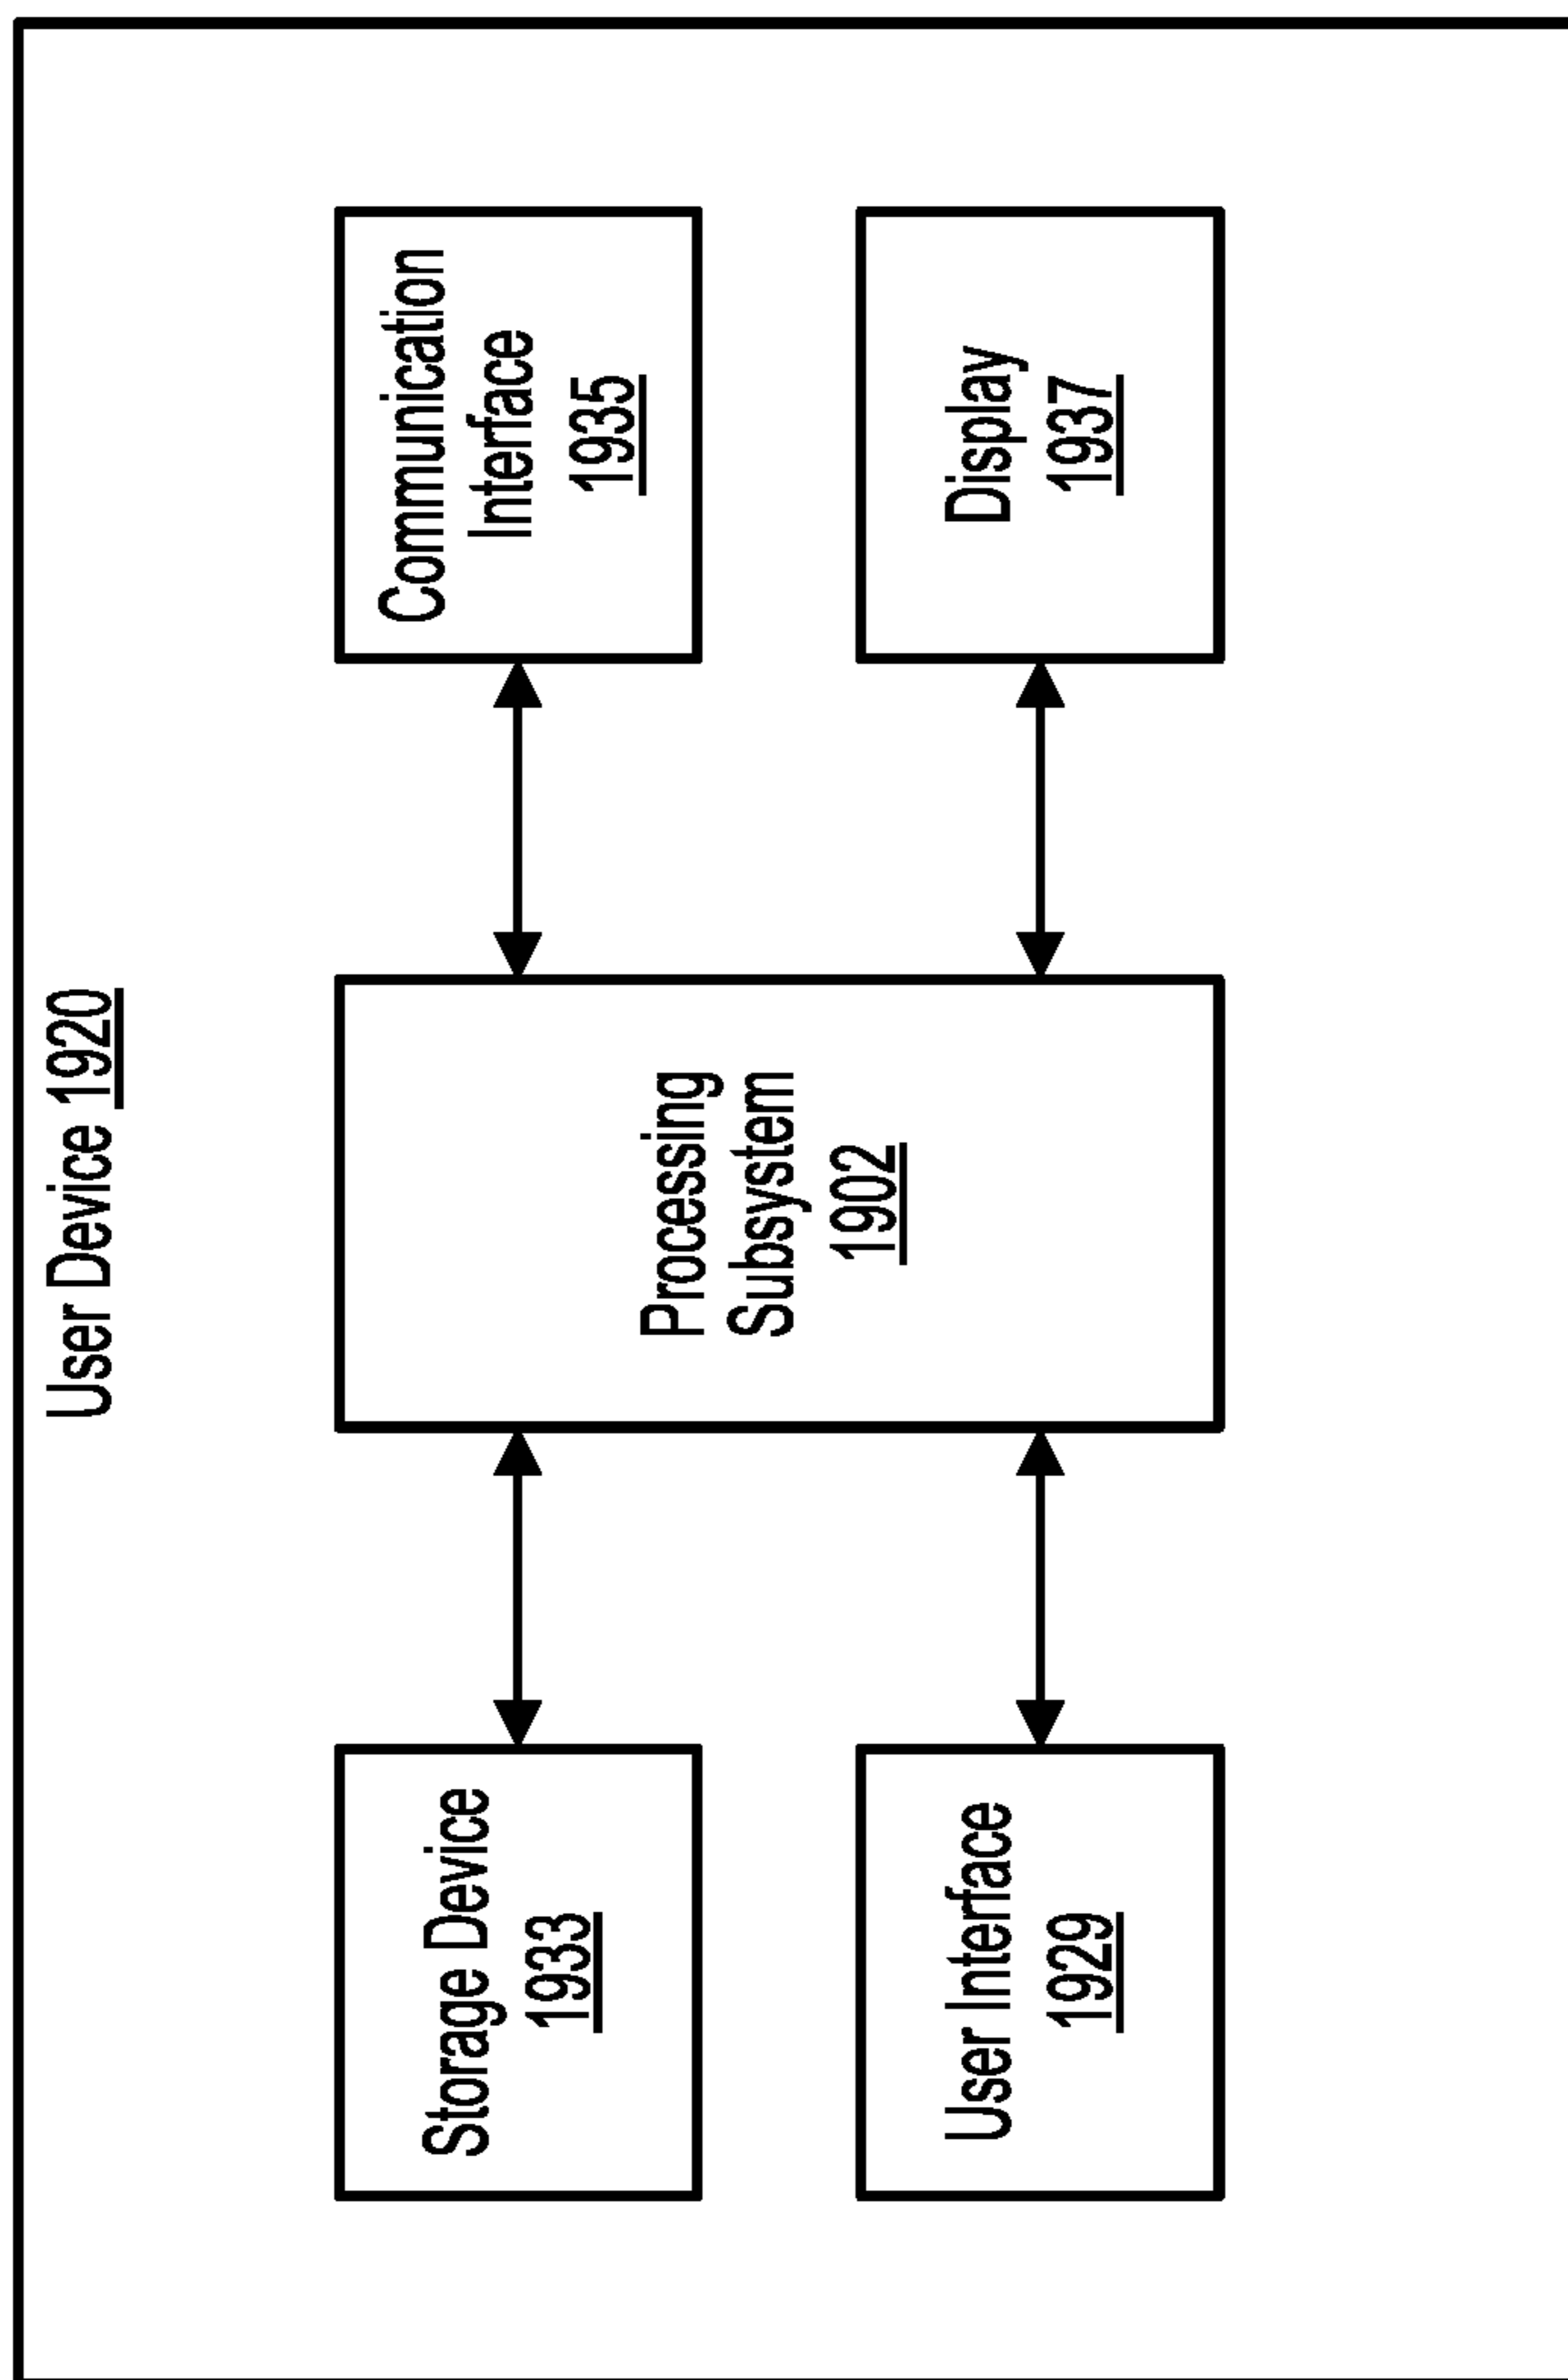 User Device 1920
Storage Device
1933
Processing
Subsystem
1902
Communication
Interface
1935
User Interface
1929
Display
1937